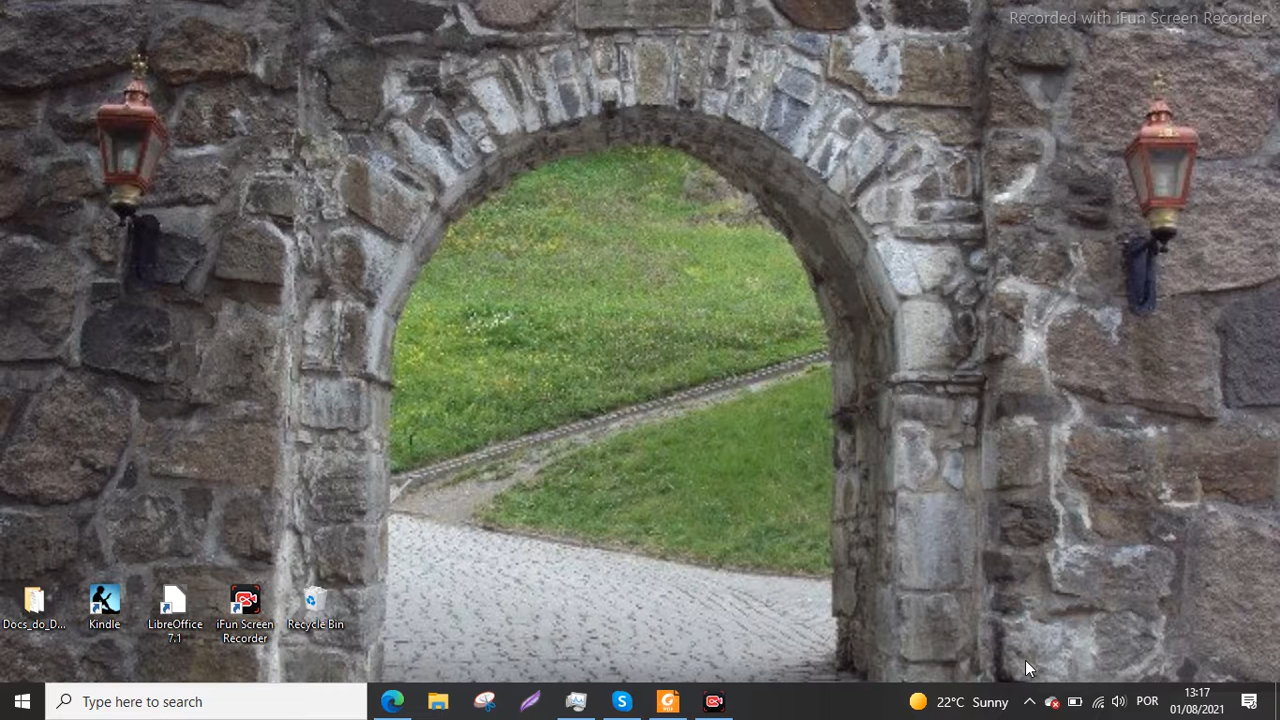 Recorded with iFun Screen Recorder
Docs_do_D...
Kindle
LibreOffice
7.1
iFun Screen
Recorder
Recycle Bin
Type here to search
22°C Sunny
POR
13:17
01/08/2021